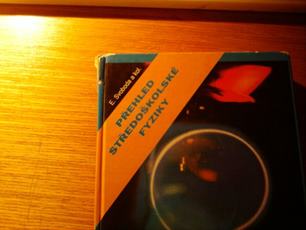 E. Svoboda a kol.
PŘEHLED
STŘEDOŠKOLSKÉ
FYZIKY